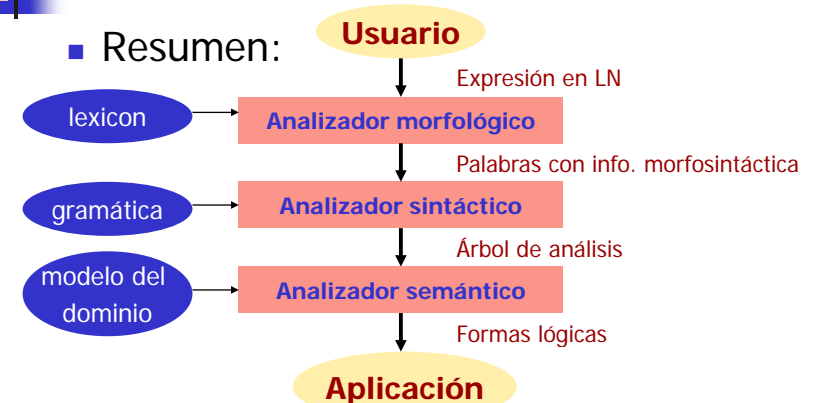 Resumen:
Usuario
Expresión en LN
lexicon
Analizador morfológico
Palabras con info. morfosintáctica
gramática
Analizador sintáctico
Árbol de análisis
modelo del
dominio
Analizador semántico
Formas lógicas
Aplicación